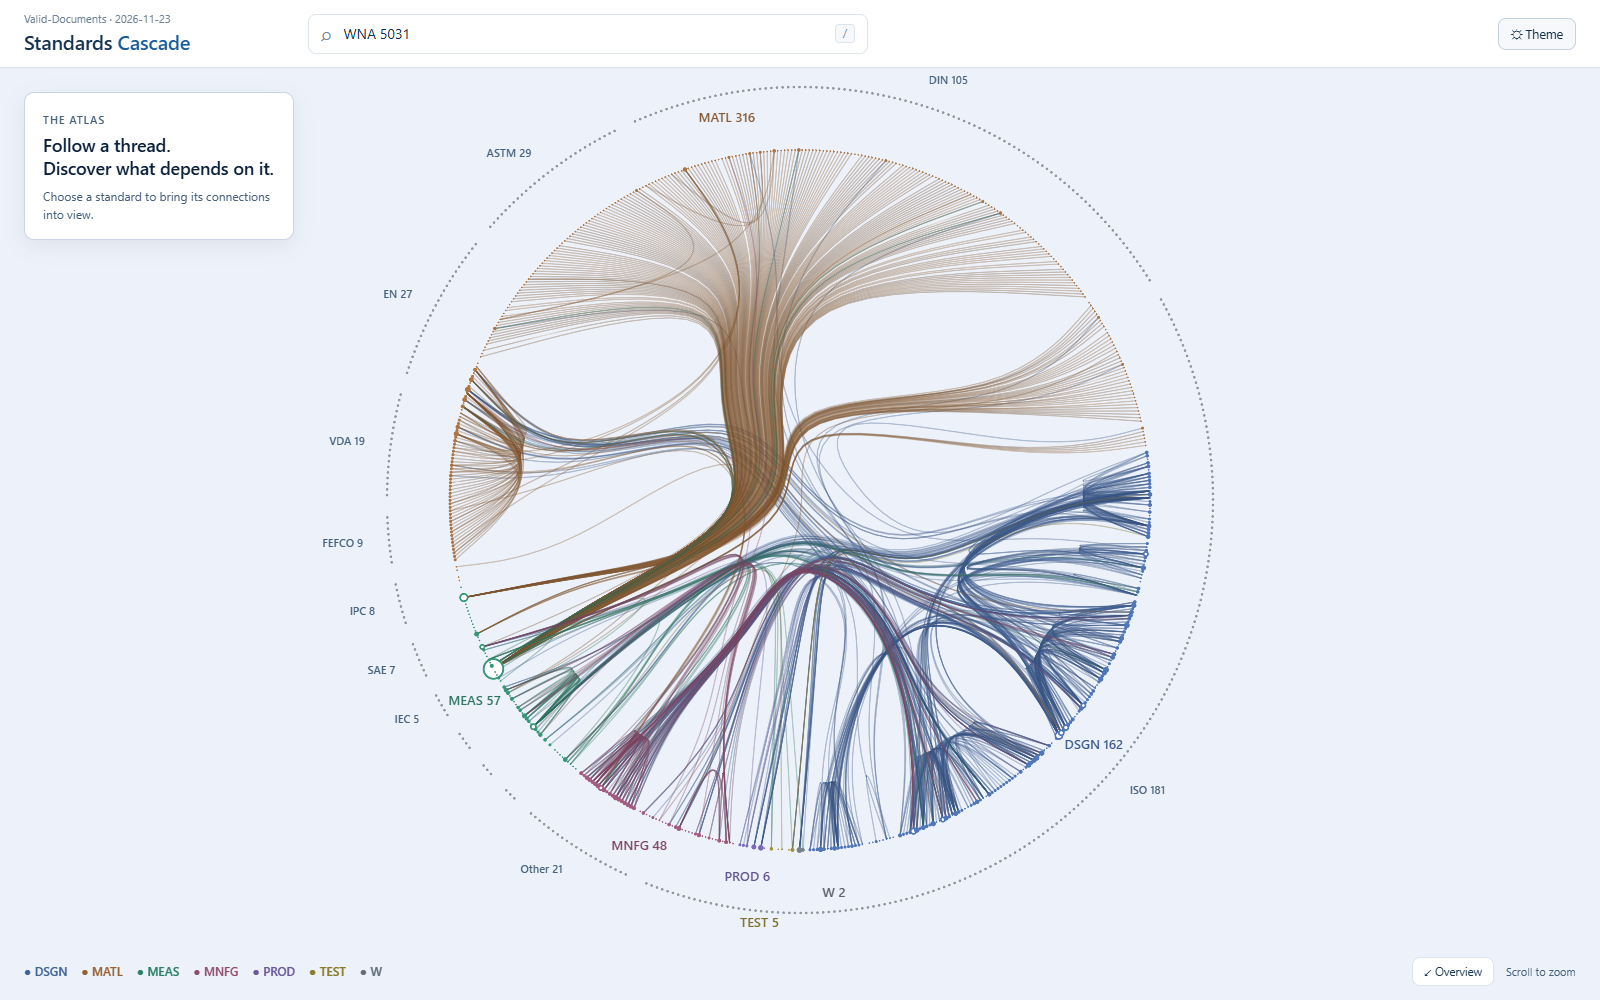 Valid-Documents · 2026-11-23
Standards Cascade
WNA 5031
/
Theme
THE ATLAS
Follow a thread.
Discover what depends on it.
Choose a standard to bring its connections
into view.
DIN 105
MATL 316
ASTM 29
EN 27
VDA 19
FEFCO 9
IPC 8
SAE 7
MEAS 57
IEC 5
DSGN 162
ISO 181
MNFG 48
Other 21
PROD 6
W 2
TEST 5
DSGN
MATL
MEAS
MNFG
PROD
TEST
W
Overview
Scroll to zoom